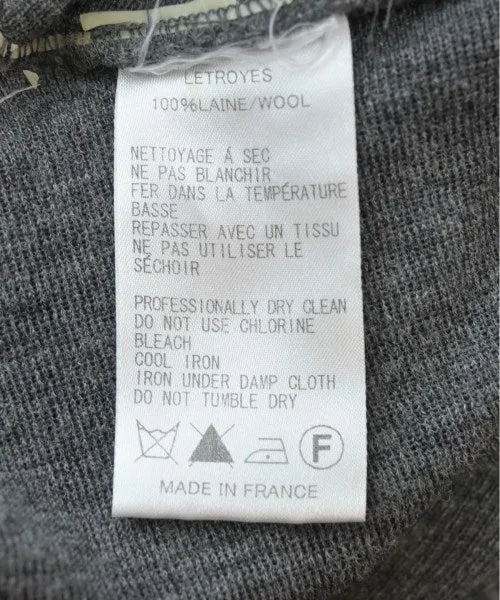 LETROYES
100%LAINE/WOOL
NETTOYAGE Á SEC
NE PAS BLANCHIR
FER DANS LA TEMPÉRATURE
BASSE
REPASSER AVEC UN TISSU
NE PAS UTILISER LE
SÉCHOIR
PROFESSIONALLY DRY CLEAN
DO NOT USE CHLORINE
BLEACH
COOL IRON
IRON UNDER DAMP CLOTH
DO NOT TUMBLE DRY
F
MADE IN FRANCE